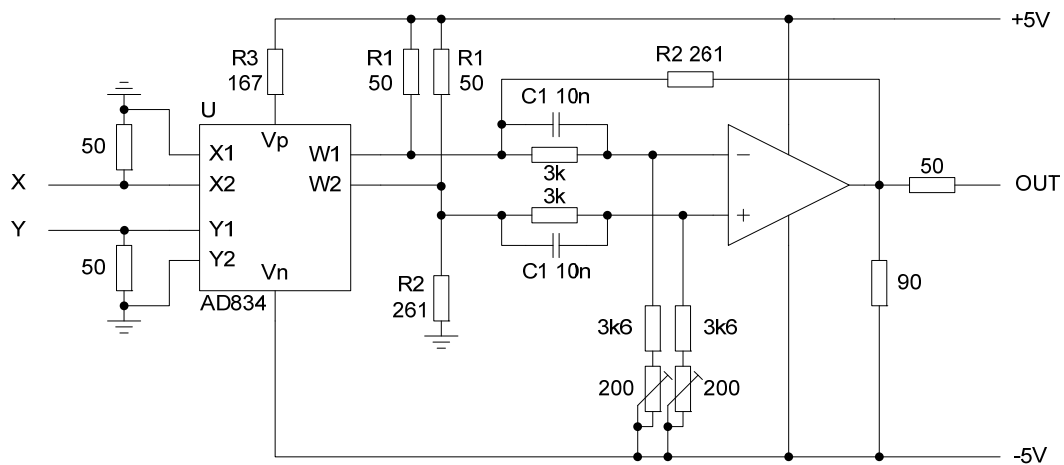 +5V
R3
167
R1
50
R1
50
R2 261
C1 10n
U
50
Vp
X1
W1
−
50
X
X2
W2
3k
3k
OUT
Y
Y1
+
50
Y2
Vn
C1 10n
R2
261
90
AD834
3k6
3k6
200
200
-5V